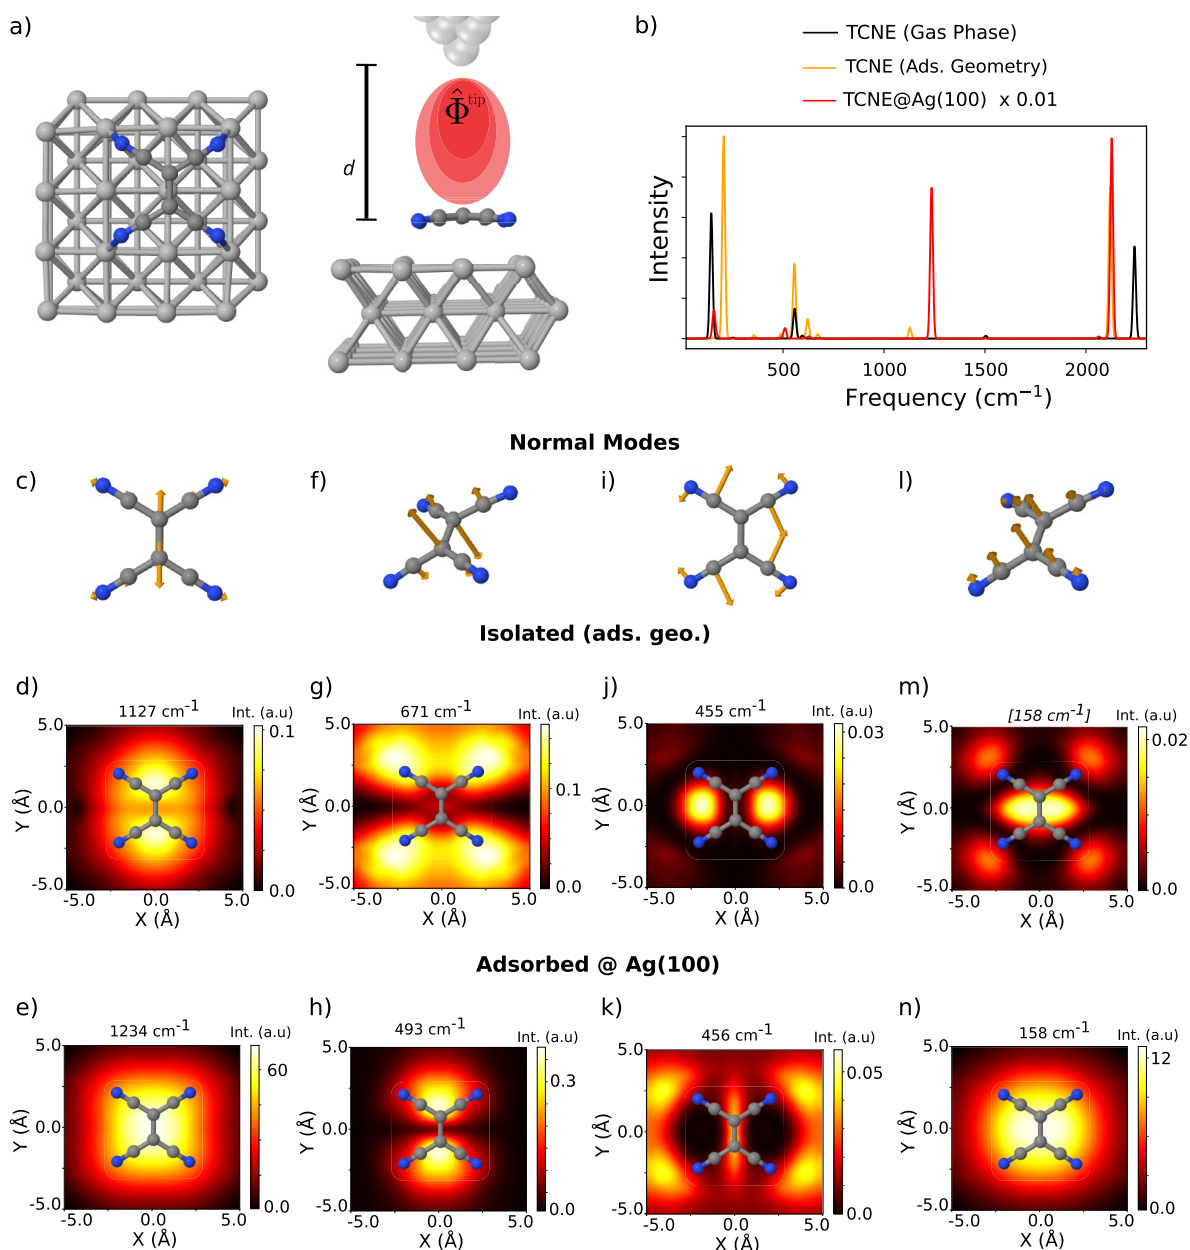 a)
d
Φ̂ tip
b)
TCNE (Gas Phase)
TCNE (Ads. Geometry)
TCNE@Ag(100) x 0.01
Intensity
500 1000 1500 2000
Frequency (cm⁻¹)
Normal Modes
c) f) i) l)
Isolated (ads. geo.)
d)
1127 cm⁻¹
Int. (a.u)
5.0
0.0
-5.0
Y (Å)
-5.0 0.0 5.0
X (Å)
0.1
0.0
g)
671 cm⁻¹
Int. (a.u)
5.0
0.0
-5.0
Y (Å)
-5.0 0.0 5.0
X (Å)
0.1
0.0
j)
455 cm⁻¹
Int. (a.u)
5.0
0.0
-5.0
Y (Å)
-5.0 0.0 5.0
X (Å)
0.03
0.0
m)
[158 cm⁻¹]
Int. (a.u)
5.0
0.0
-5.0
Y (Å)
-5.0 0.0 5.0
X (Å)
0.02
0.0
Adsorbed @ Ag(100)
e)
1234 cm⁻¹
Int. (a.u)
5.0
0.0
-5.0
Y (Å)
-5.0 0.0 5.0
X (Å)
60
0.0
h)
493 cm⁻¹
Int. (a.u)
5.0
0.0
-5.0
Y (Å)
-5.0 0.0 5.0
X (Å)
0.3
0.0
k)
456 cm⁻¹
Int. (a.u)
5.0
0.0
-5.0
Y (Å)
-5.0 0.0 5.0
X (Å)
0.05
0.0
n)
158 cm⁻¹
Int. (a.u)
5.0
0.0
-5.0
Y (Å)
-5.0 0.0 5.0
X (Å)
12
0.0